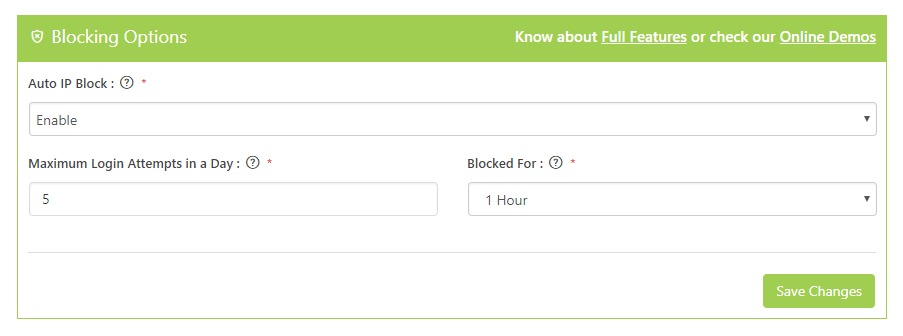 Blocking Options
Know about Full Features or check our Online Demos
Auto IP Block : ? *
Enable
Maximum Login Attempts in a Day : ? *
Blocked For : ? *
5
1 Hour
Save Changes